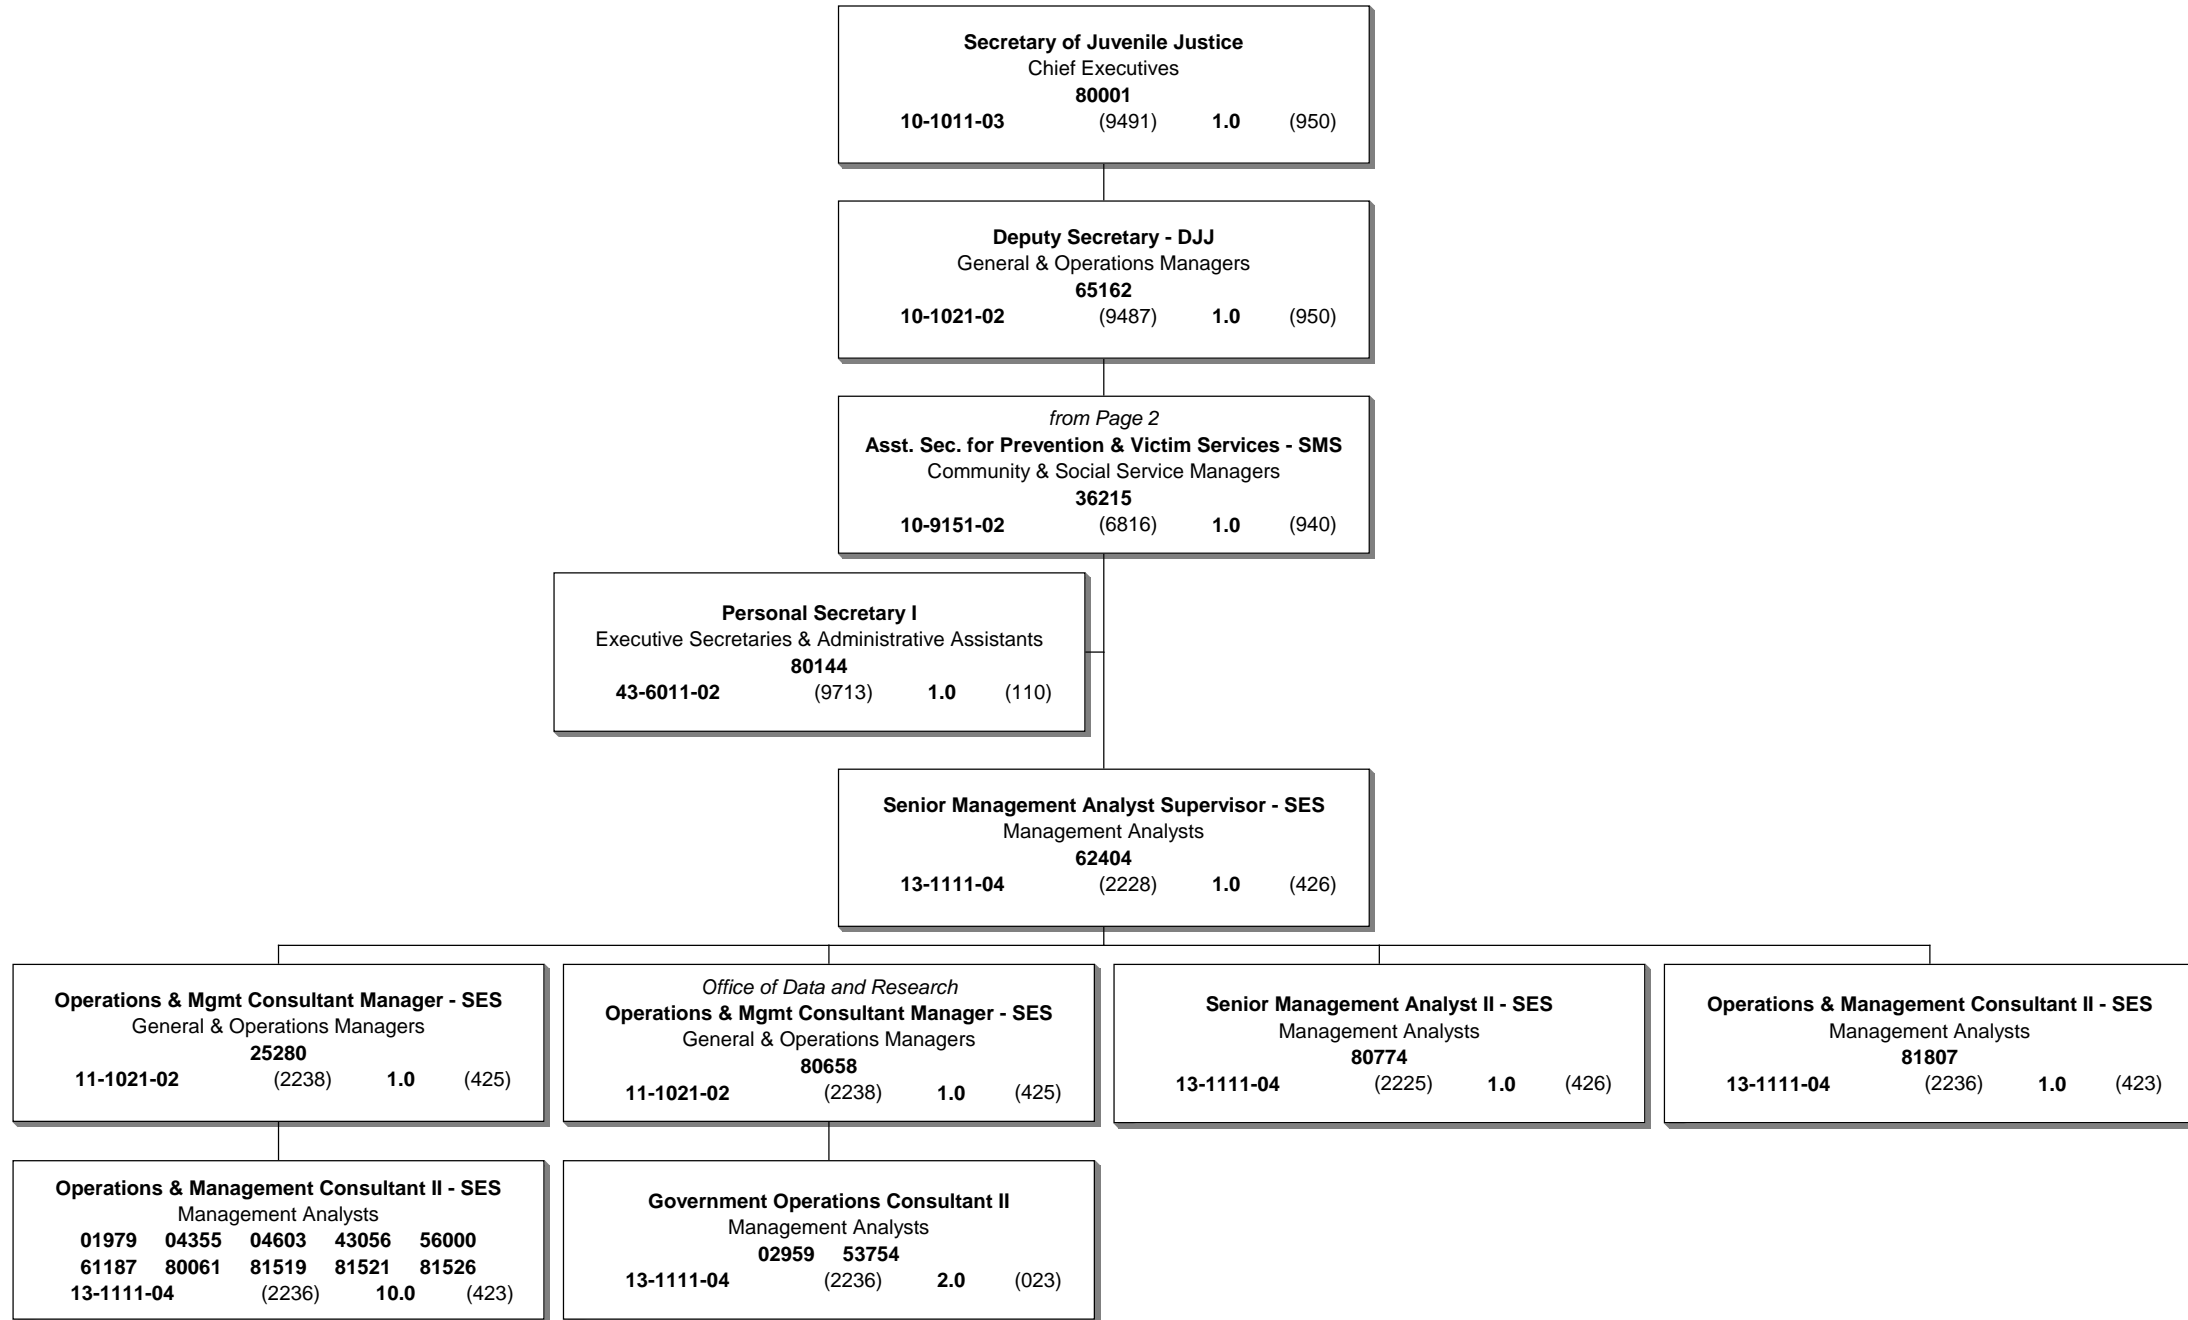 Secretary of Juvenile Justice
Chief Executives
80001
10-1011-03 (9491) 1.0 (950)
Deputy Secretary - DJJ
General & Operations Managers
65162
10-1021-02 (9487) 1.0 (950)
from Page 2
Asst. Sec. for Prevention & Victim Services - SMS
Community & Social Service Managers
36215
10-9151-02 (6816) 1.0 (940)
Personal Secretary I
Executive Secretaries & Administrative Assistants
80144
43-6011-02 (9713) 1.0 (110)
Senior Management Analyst Supervisor - SES
Management Analysts
62404
13-1111-04 (2228) 1.0 (426)
Operations & Mgmt Consultant Manager - SES
General & Operations Managers
25280
11-1021-02 (2238) 1.0 (425)
Office of Data and Research
Operations & Mgmt Consultant Manager - SES
General & Operations Managers
80658
11-1021-02 (2238) 1.0 (425)
Senior Management Analyst II - SES
Management Analysts
80774
13-1111-04 (2225) 1.0 (426)
Operations & Management Consultant II - SES
Management Analysts
81807
13-1111-04 (2236) 1.0 (423)
Operations & Management Consultant II - SES
Management Analysts
01979 04355 04603 43056 56000
61187 80061 81519 81521 81526
13-1111-04 (2236) 10.0 (423)
Government Operations Consultant II
Management Analysts
02959 53754
13-1111-04 (2236) 2.0 (023)